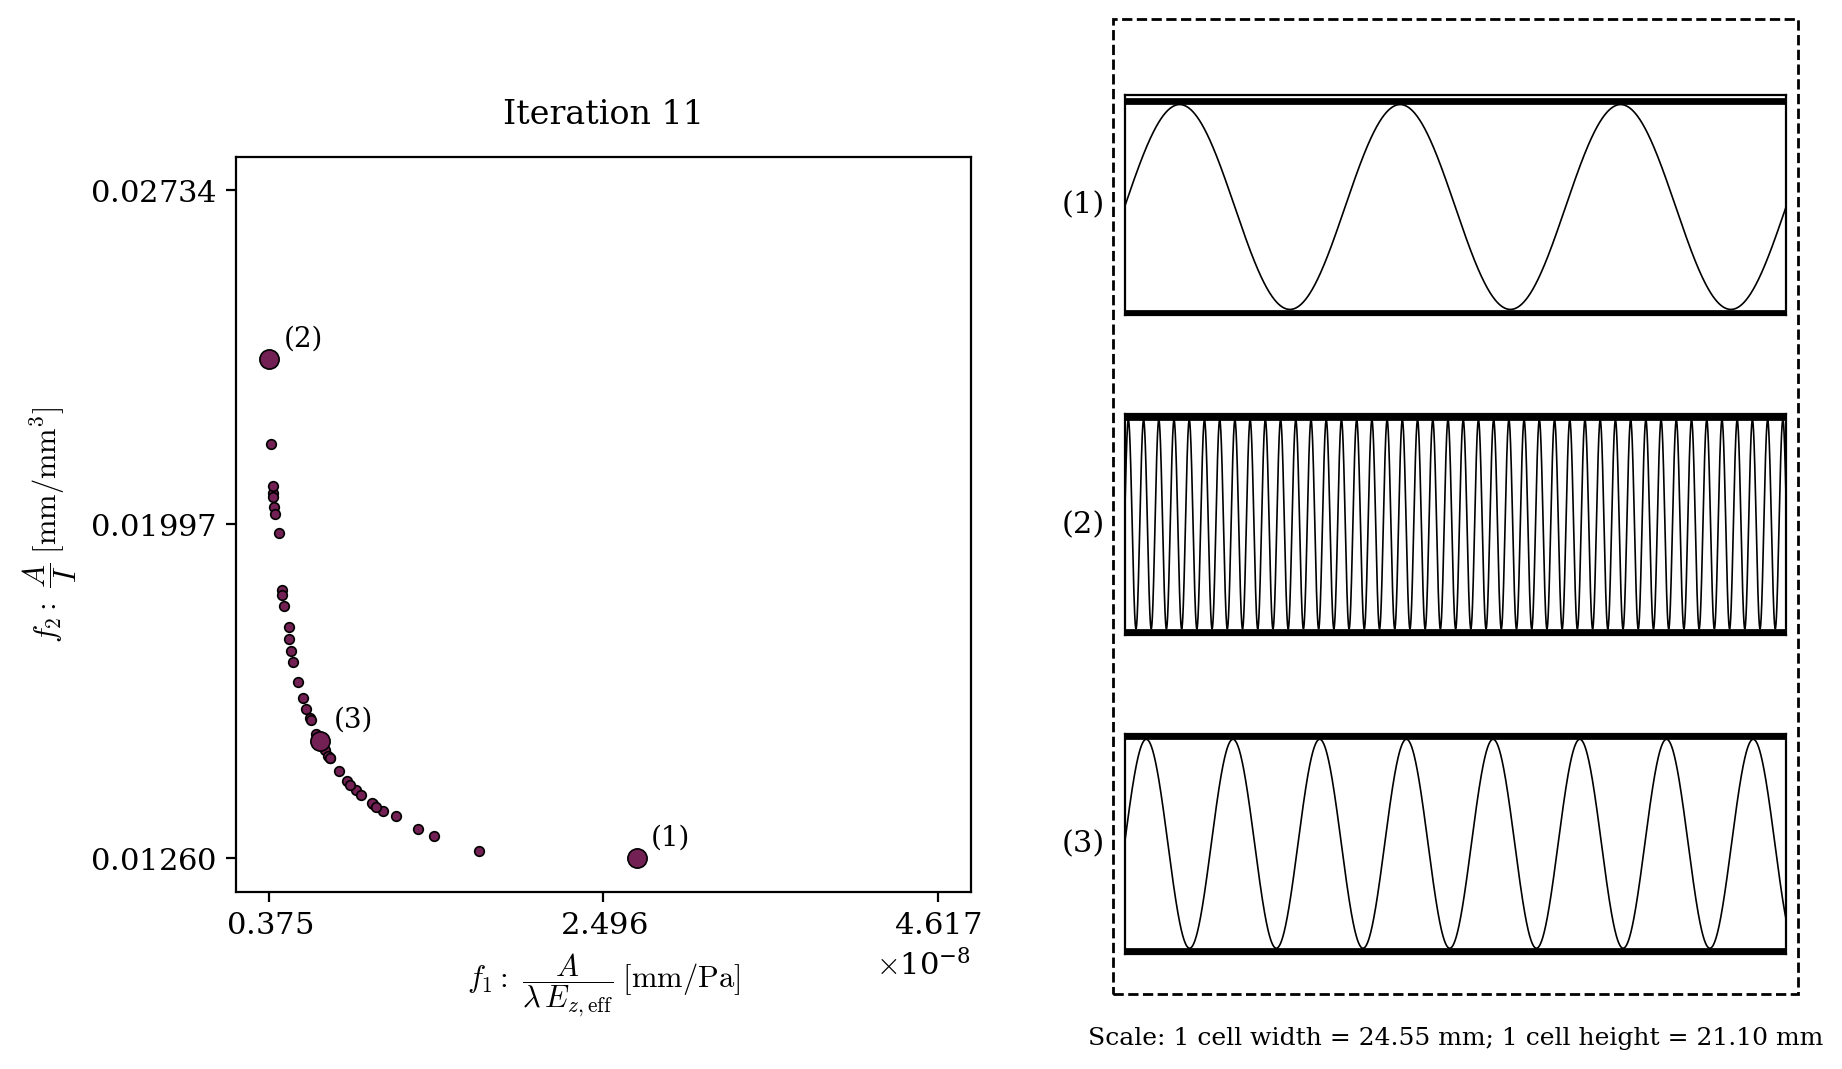 Iteration 11
0.02734
0.01997
0.01260
f₂: A/I [mm/mm³]
(2)
(3)
(1)
0.375 2.496 4.617
×10⁻⁸
f₁: A/(λ E_{z, eff}) [mm/Pa]
(1)
(2)
(3)
Scale: 1 cell width = 24.55 mm; 1 cell height = 21.10 mm